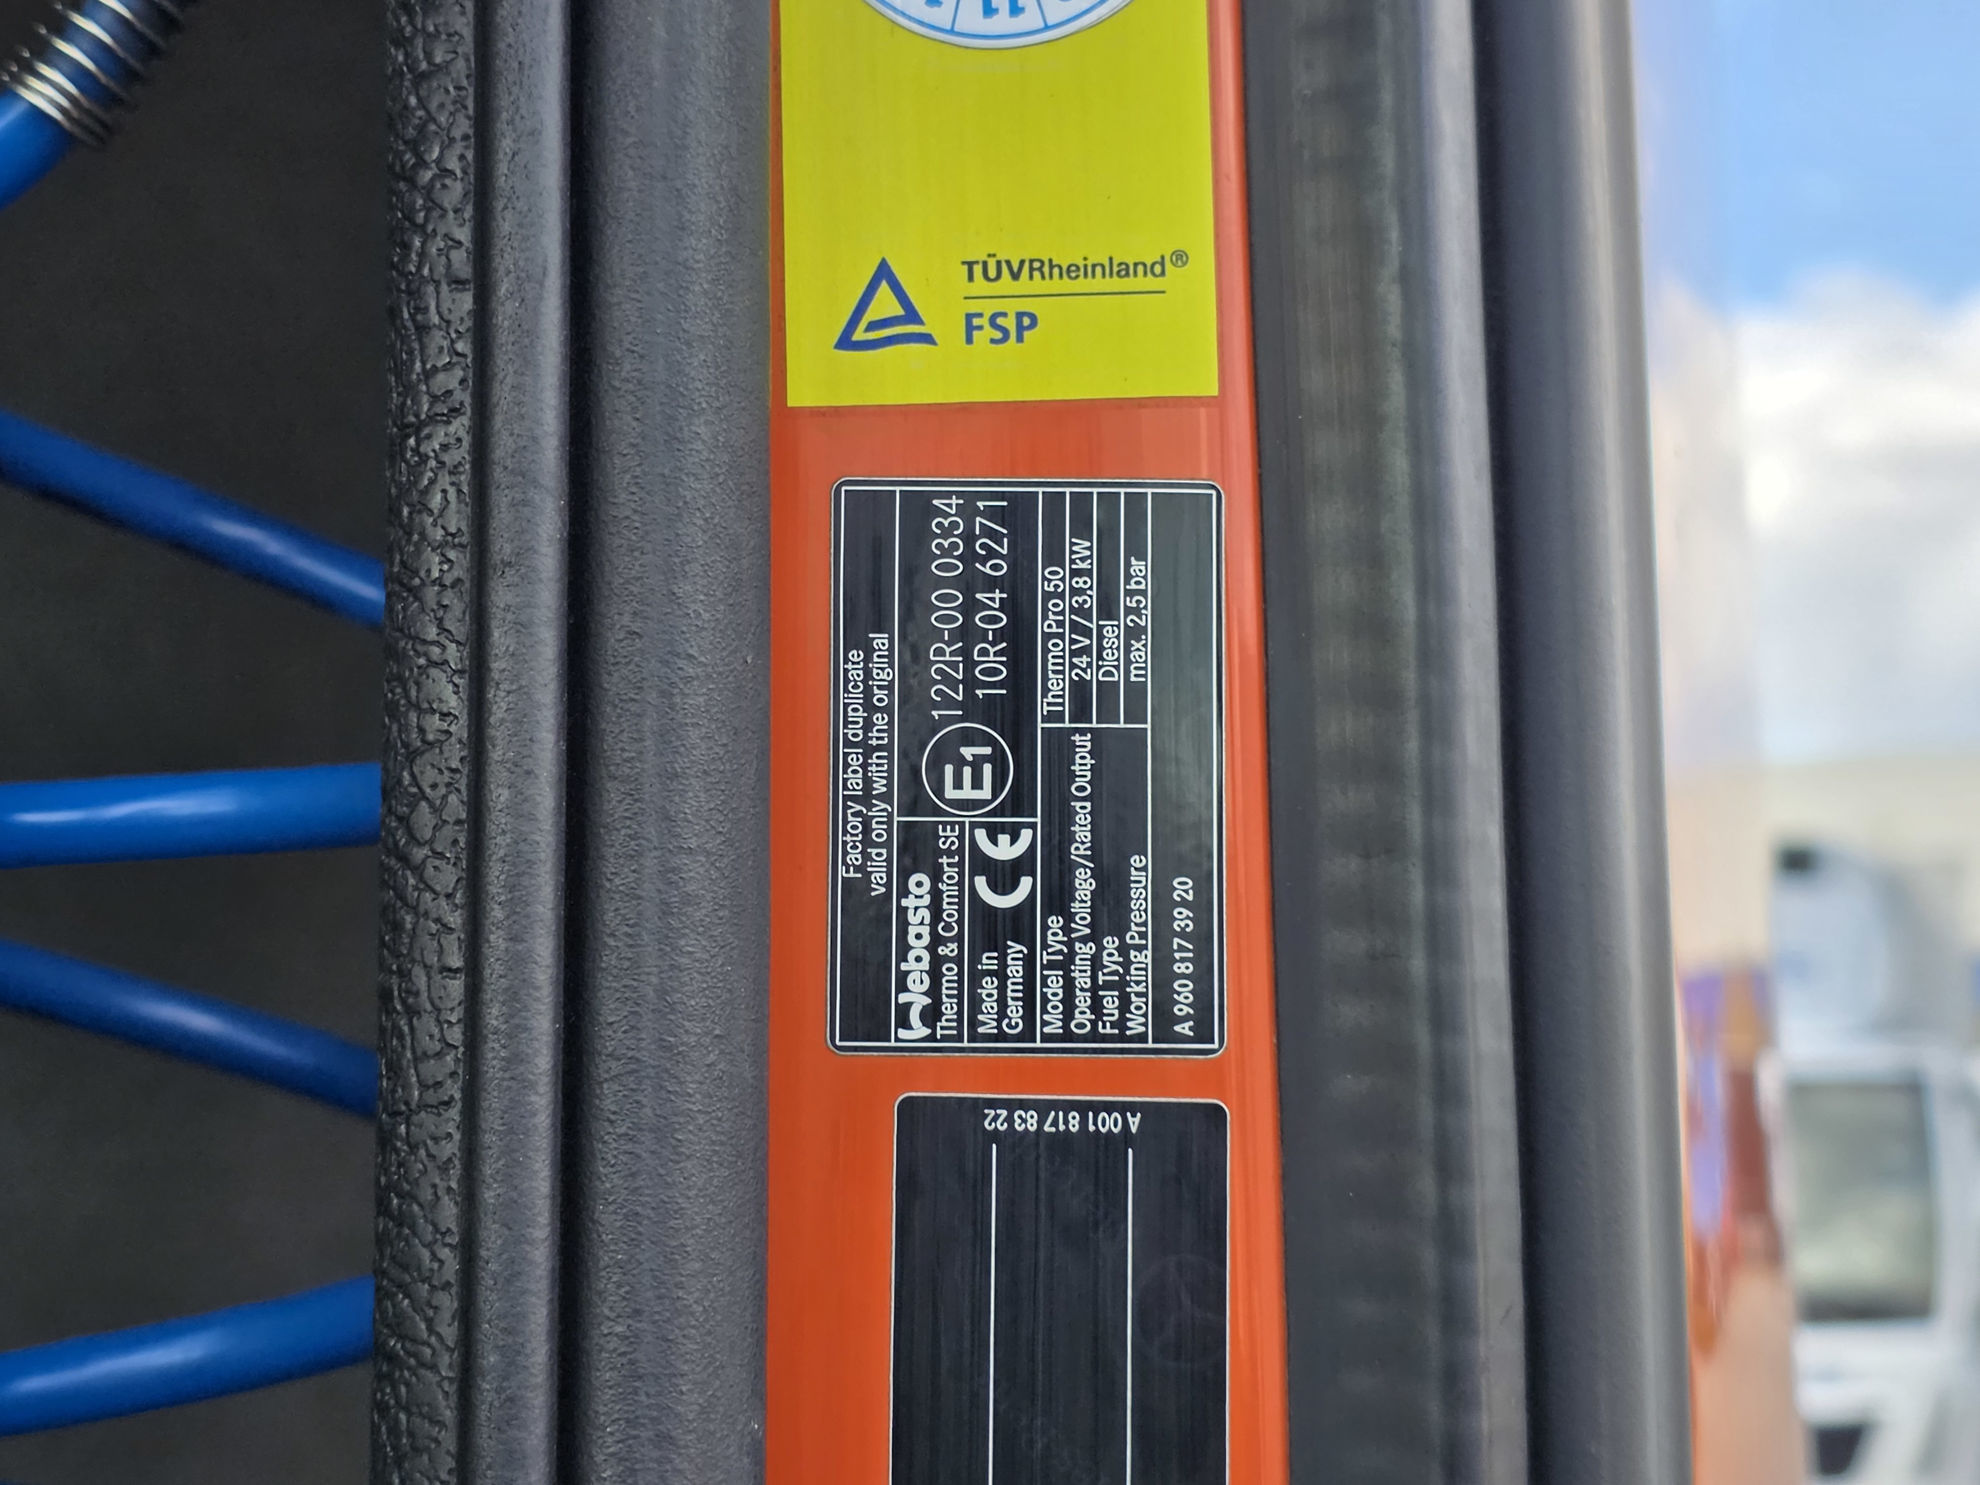 11
TÜVRheinland®
FSP
Factory label duplicate
valid only with the original
Webasto
Thermo & Comfort SE
E1
122R-00 0334
10R-04 6271
Made in
Germany
CE
Model Type Thermo Pro 50
Operating Voltage/Rated Output 24 V / 3,8 kW
Fuel Type Diesel
Working Pressure max. 2,5 bar
A 960 817 39 20
A 001 817 83 22